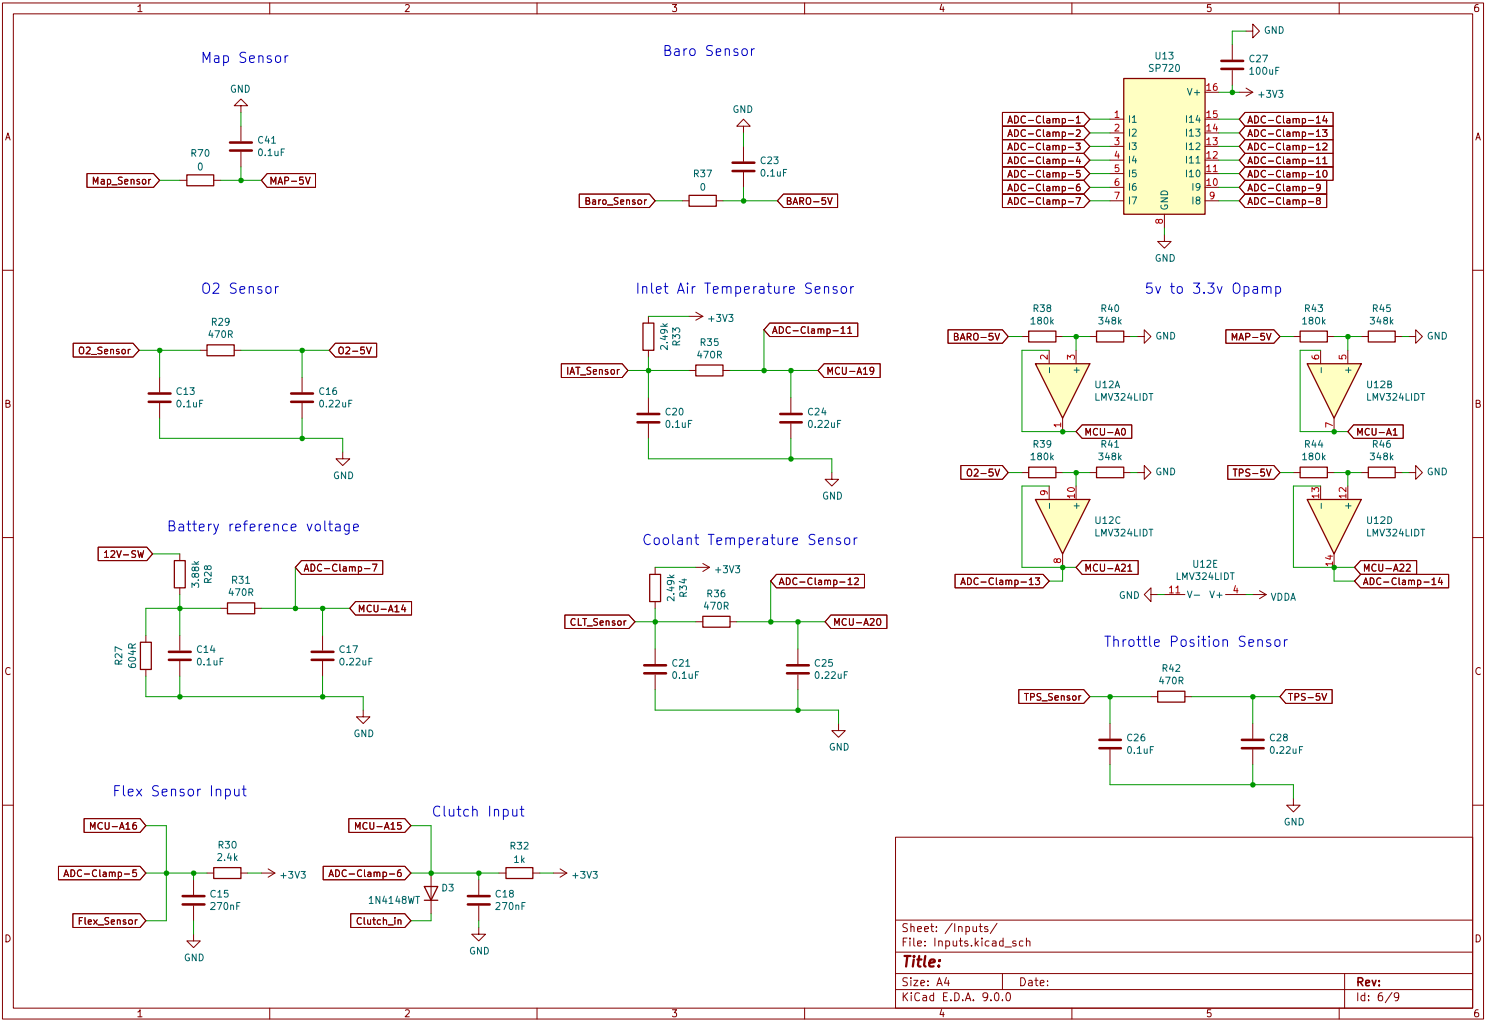 1 2 3 4 5 6
A A
B B
C C
D D
1 2 3 4 5 6
Map Sensor
GND
C41
0.1uF
R70
0
Map_Sensor
MAP-5V
Baro Sensor
GND
C23
0.1uF
R37
0
Baro_Sensor
BARO-5V
GND
C27
100uF
+3V3
U13
SP720
V+ 16
ADC-Clamp-1 1 I1 I14 15 ADC-Clamp-14
ADC-Clamp-2 2 I2 I13 14 ADC-Clamp-13
ADC-Clamp-3 3 I3 I12 13 ADC-Clamp-12
ADC-Clamp-4 4 I4 I11 12 ADC-Clamp-11
ADC-Clamp-5 5 I5 I10 11 ADC-Clamp-10
ADC-Clamp-6 6 I6 I9 10 ADC-Clamp-9
ADC-Clamp-7 7 I7 I8 9 ADC-Clamp-8
GND
8
GND
O2 Sensor
R29
470R
O2_Sensor
O2-5V
C13
0.1uF
C16
0.22uF
GND
Inlet Air Temperature Sensor
+3V3
2.49k
R33
ADC-Clamp-11
R35
470R
IAT_Sensor
MCU-A19
C20
0.1uF
C24
0.22uF
GND
5v to 3.3v Opamp
R38
180k
R40
348k
BARO-5V
GND
2 3
- +
U12A
LMV324LIDT
1
MCU-A0
R43
180k
R45
348k
MAP-5V
GND
6 5
- +
U12B
LMV324LIDT
7
MCU-A1
R39
180k
R41
348k
O2-5V
GND
9 10
- +
U12C
LMV324LIDT
8
MCU-A21
ADC-Clamp-13
R44
180k
R46
348k
TPS-5V
GND
13 12
- +
U12D
LMV324LIDT
14
MCU-A22
ADC-Clamp-14
U12E
LMV324LIDT
GND 11 V- V+ 4 VDDA
Battery reference voltage
12V-SW
3.88k
R28
R31
470R
ADC-Clamp-7
MCU-A14
R27
604R
C14
0.1uF
C17
0.22uF
GND
Coolant Temperature Sensor
+3V3
2.49k
R34
ADC-Clamp-12
R36
470R
CLT_Sensor
MCU-A20
C21
0.1uF
C25
0.22uF
GND
Throttle Position Sensor
R42
470R
TPS_Sensor
TPS-5V
C26
0.1uF
C28
0.22uF
GND
Flex Sensor Input
MCU-A16
R30
2.4k
ADC-Clamp-5
+3V3
C15
270nF
Flex_Sensor
GND
Clutch Input
MCU-A15
R32
1k
ADC-Clamp-6
+3V3
D3
1N4148WT
C18
270nF
Clutch_in
GND
Sheet: /Inputs/
File: Inputs.kicad_sch
Title:
Size: A4 Date: Rev:
KiCad E.D.A. 9.0.0 Id: 6/9